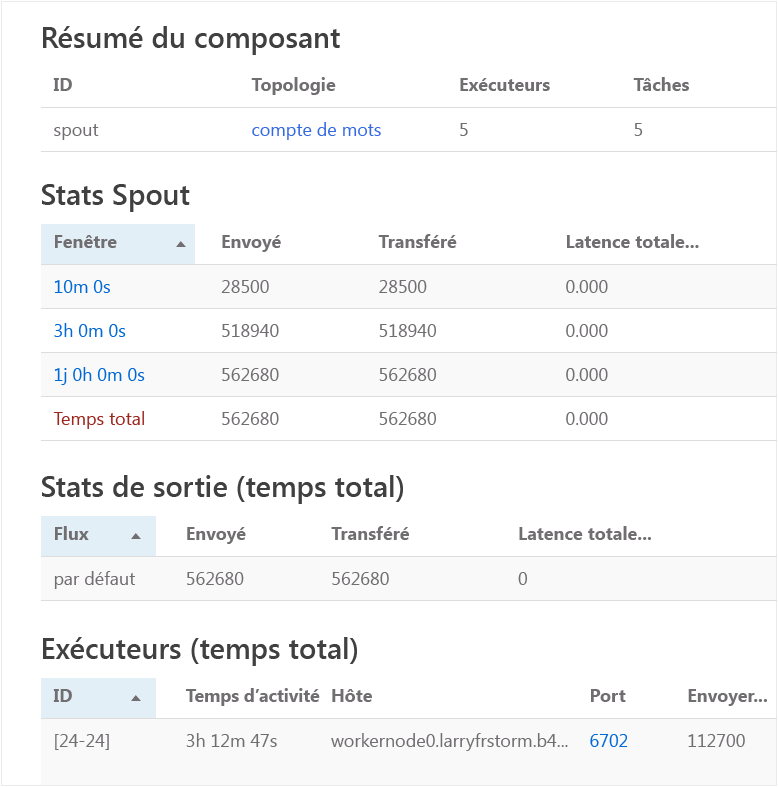 Résumé du composant
ID Topologie Exécuteurs Tâches
spout compte de mots 5 5
Stats Spout
Fenêtre Envoyé Transféré Latence totale...
10m 0s 28500 28500 0.000
3h 0m 0s 518940 518940 0.000
1j 0h 0m 0s 562680 562680 0.000
Temps total 562680 562680 0.000
Stats de sortie (temps total)
Flux Envoyé Transféré Latence totale...
par défaut 562680 562680 0
Exécuteurs (temps total)
ID Temps d’activité Hôte Port Envoyer...
[24-24] 3h 12m 47s workernode0.larryfrstorm.b4... 6702 112700